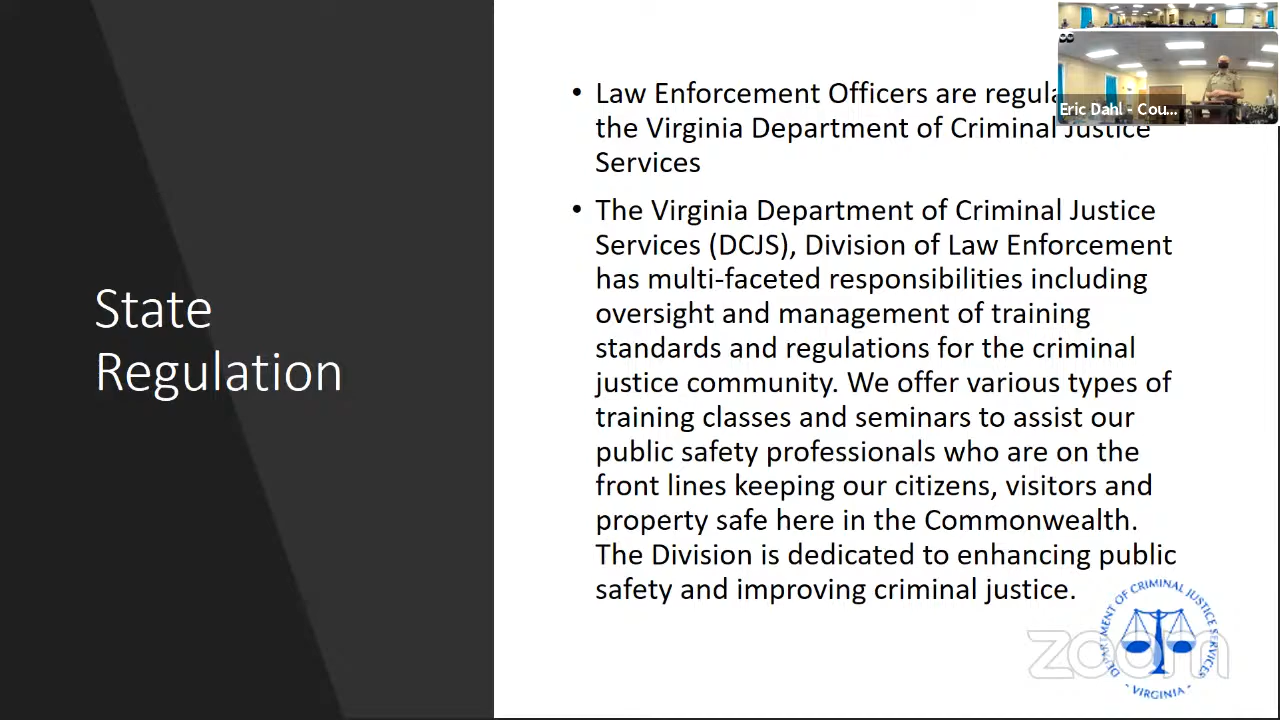 State
Regulation
• Law Enforcement Officers are regula
the Virginia Department of Criminal Justice
Services
• The Virginia Department of Criminal Justice
Services (DCJS), Division of Law Enforcement
has multi-faceted responsibilities including
oversight and management of training
standards and regulations for the criminal
justice community. We offer various types of
training classes and seminars to assist our
public safety professionals who are on the
front lines keeping our citizens, visitors and
property safe here in the Commonwealth.
The Division is dedicated to enhancing public
safety and improving criminal justice.
Eric Dahl - Cou...
zoom
DEPARTMENT OF CRIMINAL JUSTICE SERVICES
- VIRGINIA -